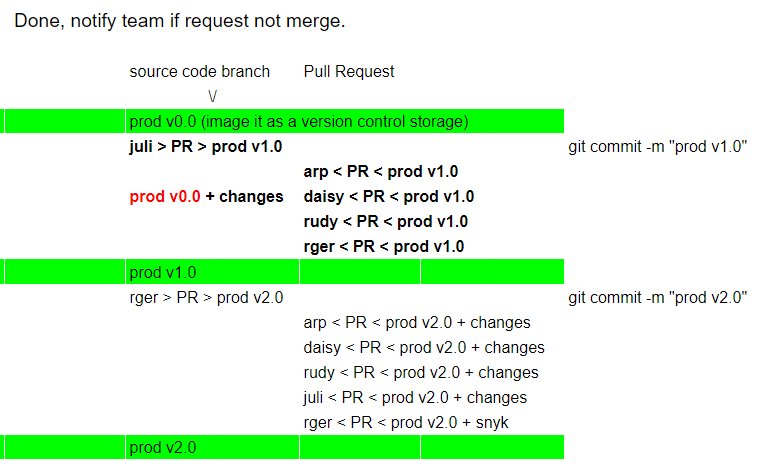 Done, notify team if request not merge.
source code branch Pull Request
\/
prod v0.0 (image it as a version control storage)
juli > PR > prod v1.0 git commit -m "prod v1.0"
arp < PR < prod v1.0
prod v0.0 + changes daisy < PR < prod v1.0
rudy < PR < prod v1.0
rger < PR < prod v1.0
prod v1.0
rger > PR > prod v2.0 git commit -m "prod v2.0"
arp < PR < prod v2.0 + changes
daisy < PR < prod v2.0 + changes
rudy < PR < prod v2.0 + changes
juli < PR < prod v2.0 + changes
rger < PR < prod v2.0 + snyk
prod v2.0